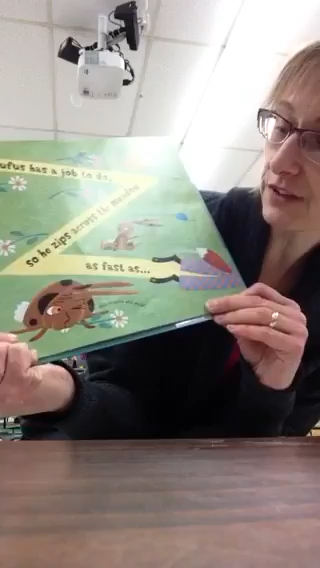 ufus has a job to do,
so he zips across the meadow
as fast as...